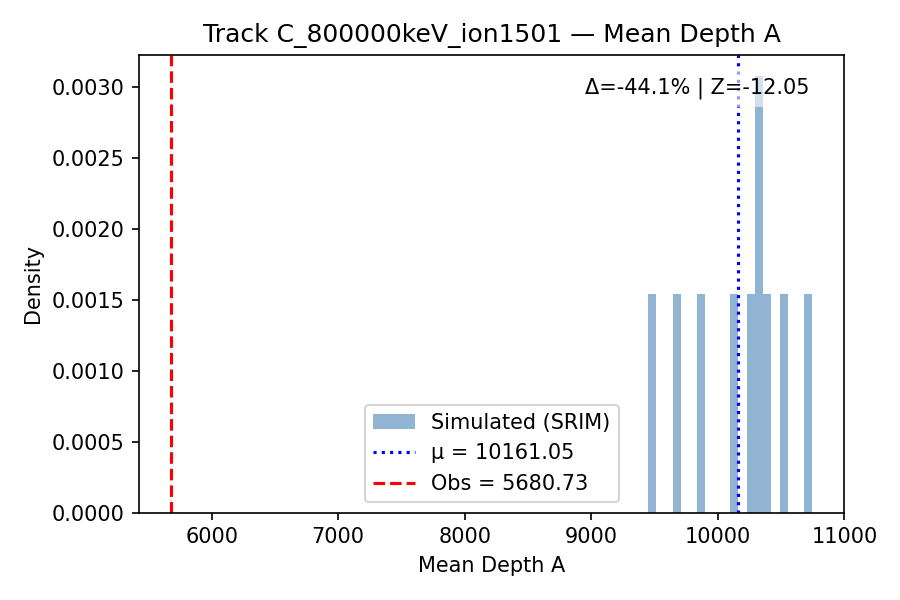 Track C_800000keV_ion1501 — Mean Depth A
Δ=-44.1% | Z=-12.05
Density
0.0030
0.0025
0.0020
0.0015
0.0010
0.0005
0.0000
Simulated (SRIM)
μ = 10161.05
Obs = 5680.73
6000 7000 8000 9000 10000 11000
Mean Depth A